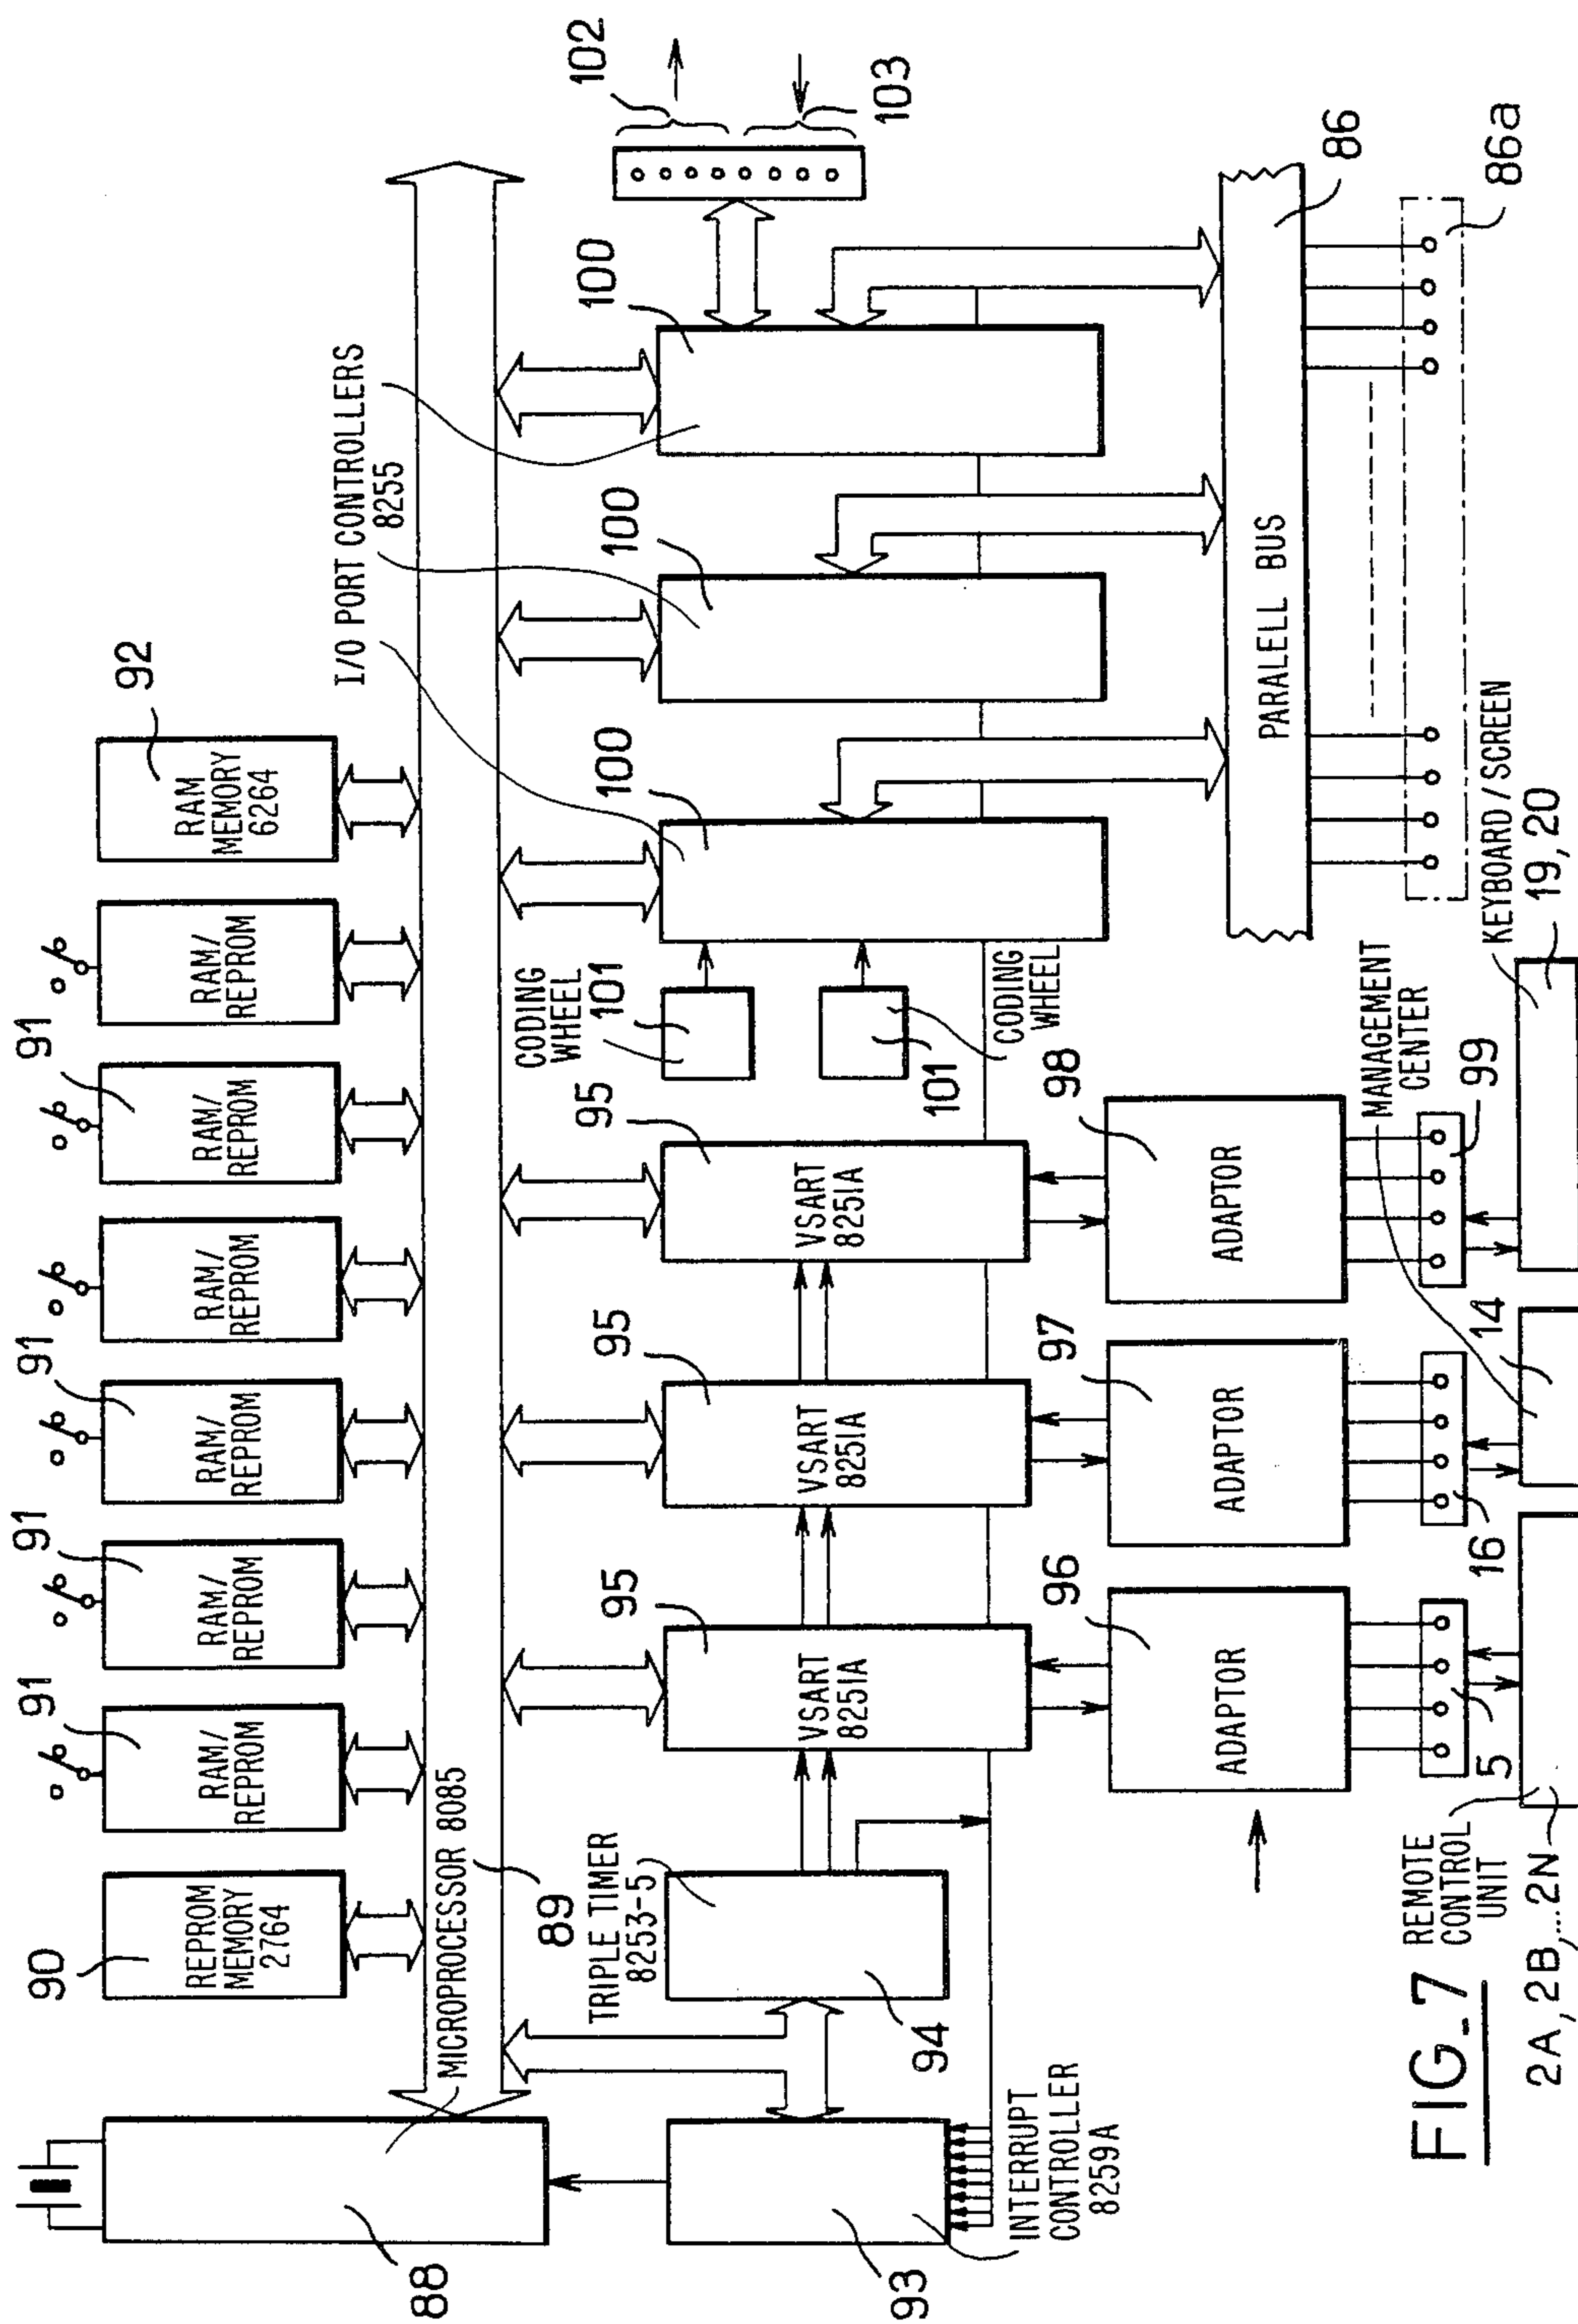 90
REPROM
MEMORY
2764
91
RAM/
REPROM
91
RAM/
REPROM
91
RAM/
REPROM
RAM/
REPROM
91
RAM/
REPROM
RAM/
REPROM
92
RAM
MEMORY
6264
88
MICROPROCESSOR 8085
89
I/O PORT CONTROLLERS
8255
93
INTERRUPT
CONTROLLER
8259A
TRIPLE TIMER
8253-5
94
95
VSART
8251A
95
VSART
8251A
95
VSART
8251A
CODING
WHEEL
101
101
CODING
WHEEL
100
100
100
102
103
96
ADAPTOR
97
ADAPTOR
98
ADAPTOR
PARALELL BUS
86
86a
5
16
99
REMOTE
CONTROL
UNIT
2A, 2B,...2N
14
MANAGEMENT
CENTER
KEYBOARD/SCREEN
19, 20
FIG_7